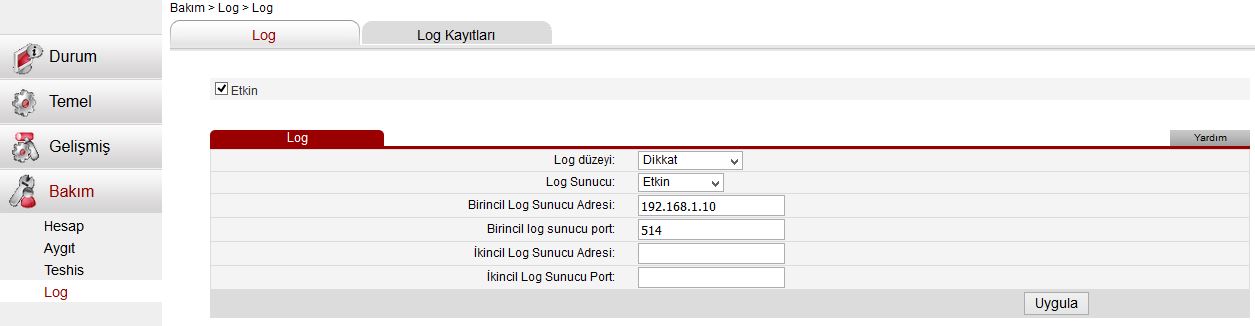 Bakım > Log > Log
Log
Log Kayıtları
Durum
Temel
Gelişmiş
Bakım
Hesap
Aygıt
Teshis
Log
Etkin
Log
Yardım
Log düzeyi: Dikkat
Log Sunucu: Etkin
Birincil Log Sunucu Adresi: 192.168.1.10
Birincil log sunucu port: 514
İkincil Log Sunucu Adresi:
İkincil Log Sunucu Port:
Uygula